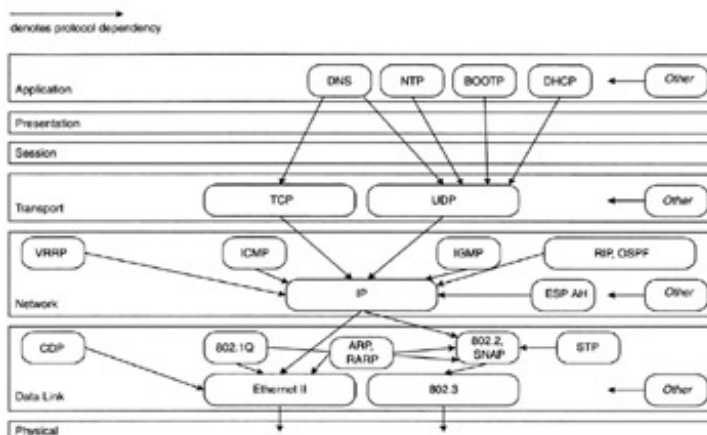 denotes protocol dependency
DNS NTP BOOTP DHCP Other
Application
Presentation
Session
TCP UDP Other
Transport
VRRP ICMP IGMP RIP, OSPF
IP ESP AH Other
Network
CDP 802.1Q ARP, RARP 802.2, SNAP STP
Ethernet II 802.3 Other
Data Link
Physical